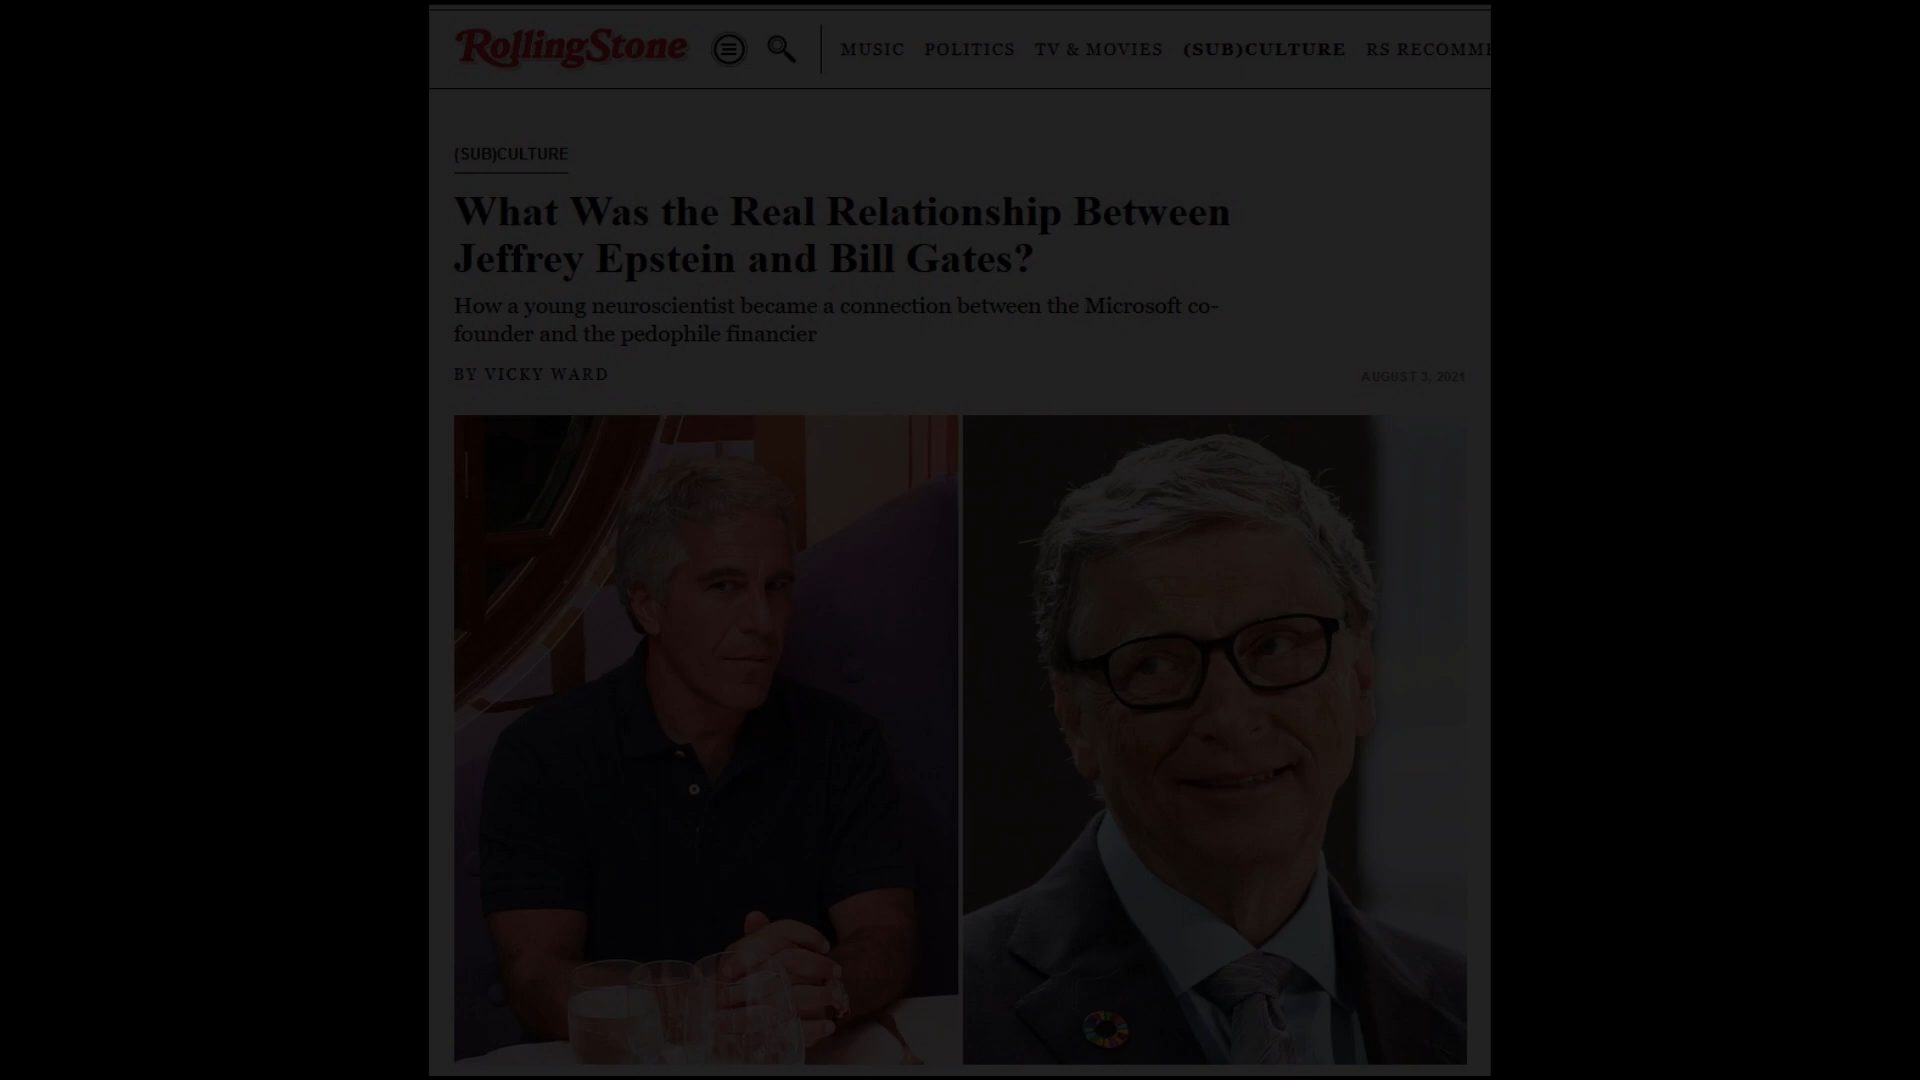 RollingStone
MUSIC POLITICS TV & MOVIES (SUB)CULTURE RS RECOMME
(SUB)CULTURE
What Was the Real Relationship Between
Jeffrey Epstein and Bill Gates?
How a young neuroscientist became a connection between the Microsoft co-
founder and the pedophile financier
BY VICKY WARD
AUGUST 3, 2021